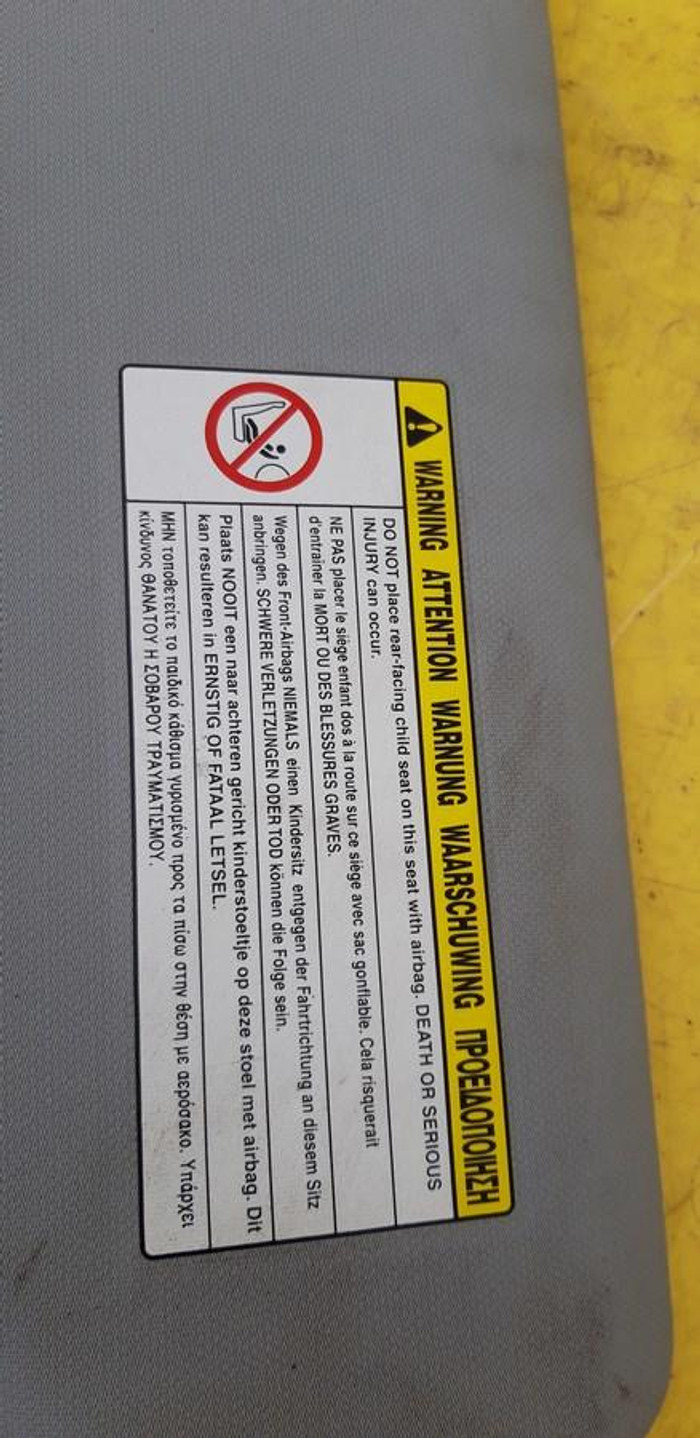 WARNING ATTENTION WARNUNG WAARSCHUWING ΠΡΟΕΙΔΟΠΟΙΗΣΗ
DO NOT place rear-facing child seat on this seat with airbag. DEATH OR SERIOUS
INJURY can occur.
NE PAS placer le siège enfant dos à la route sur ce siège avec sac gonflable. Cela risquerait
d'entraîner la MORT OU DES BLESSURES GRAVES.
Wegen des Front-Airbags NIEMALS einen Kindersitz entgegen der Fahrtrichtung an diesem Sitz
anbringen. SCHWERE VERLETZUNGEN ODER TOD können die Folge sein.
Plaats NOOIT een naar achteren gericht kinderstoeltje op deze stoel met airbag. Dit
kan resulteren in ERNSTIG OF FATAAL LETSEL.
ΜΗΝ τοποθετείτε το παιδικό κάθισμα γυρισμένο προς τα πίσω στην θέση με αερόσακο. Υπάρχει
κίνδυνος ΘΑΝΑΤΟΥ Η ΣΟΒΑΡΟΥ ΤΡΑΥΜΑΤΙΣΜΟΥ.